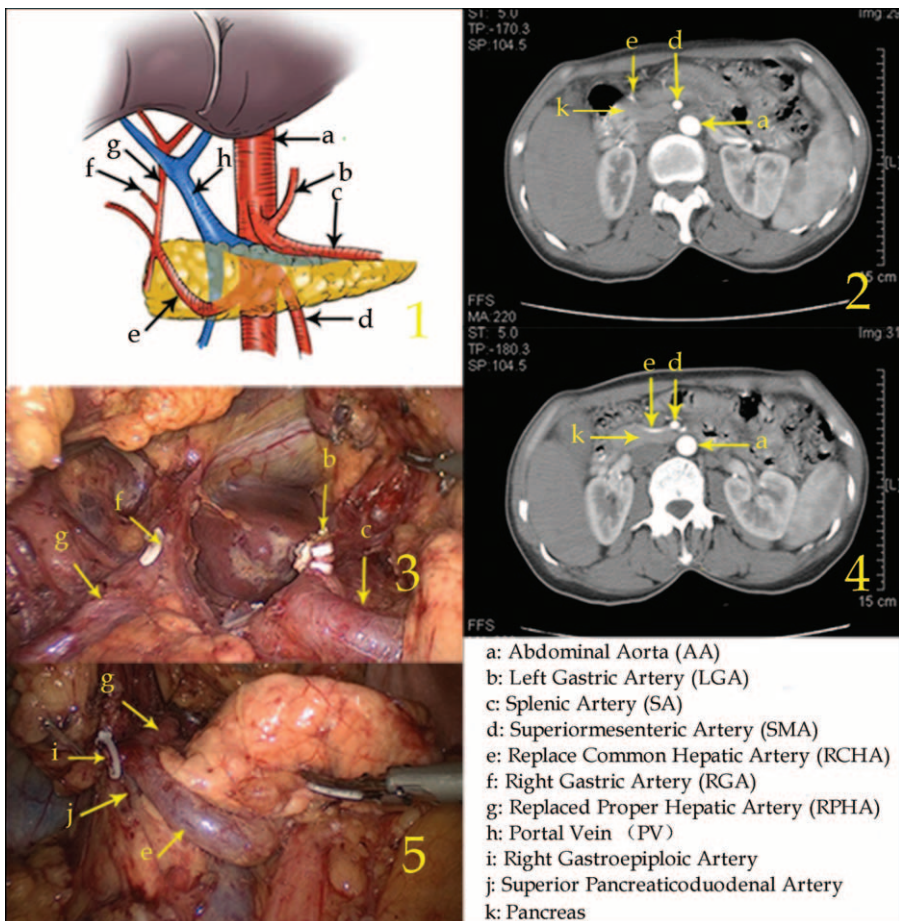 a
b
c
d
e
f
g
h
1
ST: 5.0
TP:-170.3
SP: 104.5
e
d
k
a
[L]
15 cm
FFS
MA:220
2
b
f
c
g
3
ST: 5.0
TP:-180.3
SP: 104.5
Img:31
e
d
k
a
[L]
15 cm
FFS
4
g
i
j
e
5
a: Abdominal Aorta (AA)
b: Left Gastric Artery (LGA)
c: Splenic Artery (SA)
d: Superiormesenteric Artery (SMA)
e: Replace Common Hepatic Artery (RCHA)
f: Right Gastric Artery (RGA)
g: Replaced Proper Hepatic Artery (RPHA)
h: Portal Vein （PV）
i: Right Gastroepiploic Artery
j: Superior Pancreaticoduodenal Artery
k: Pancreas